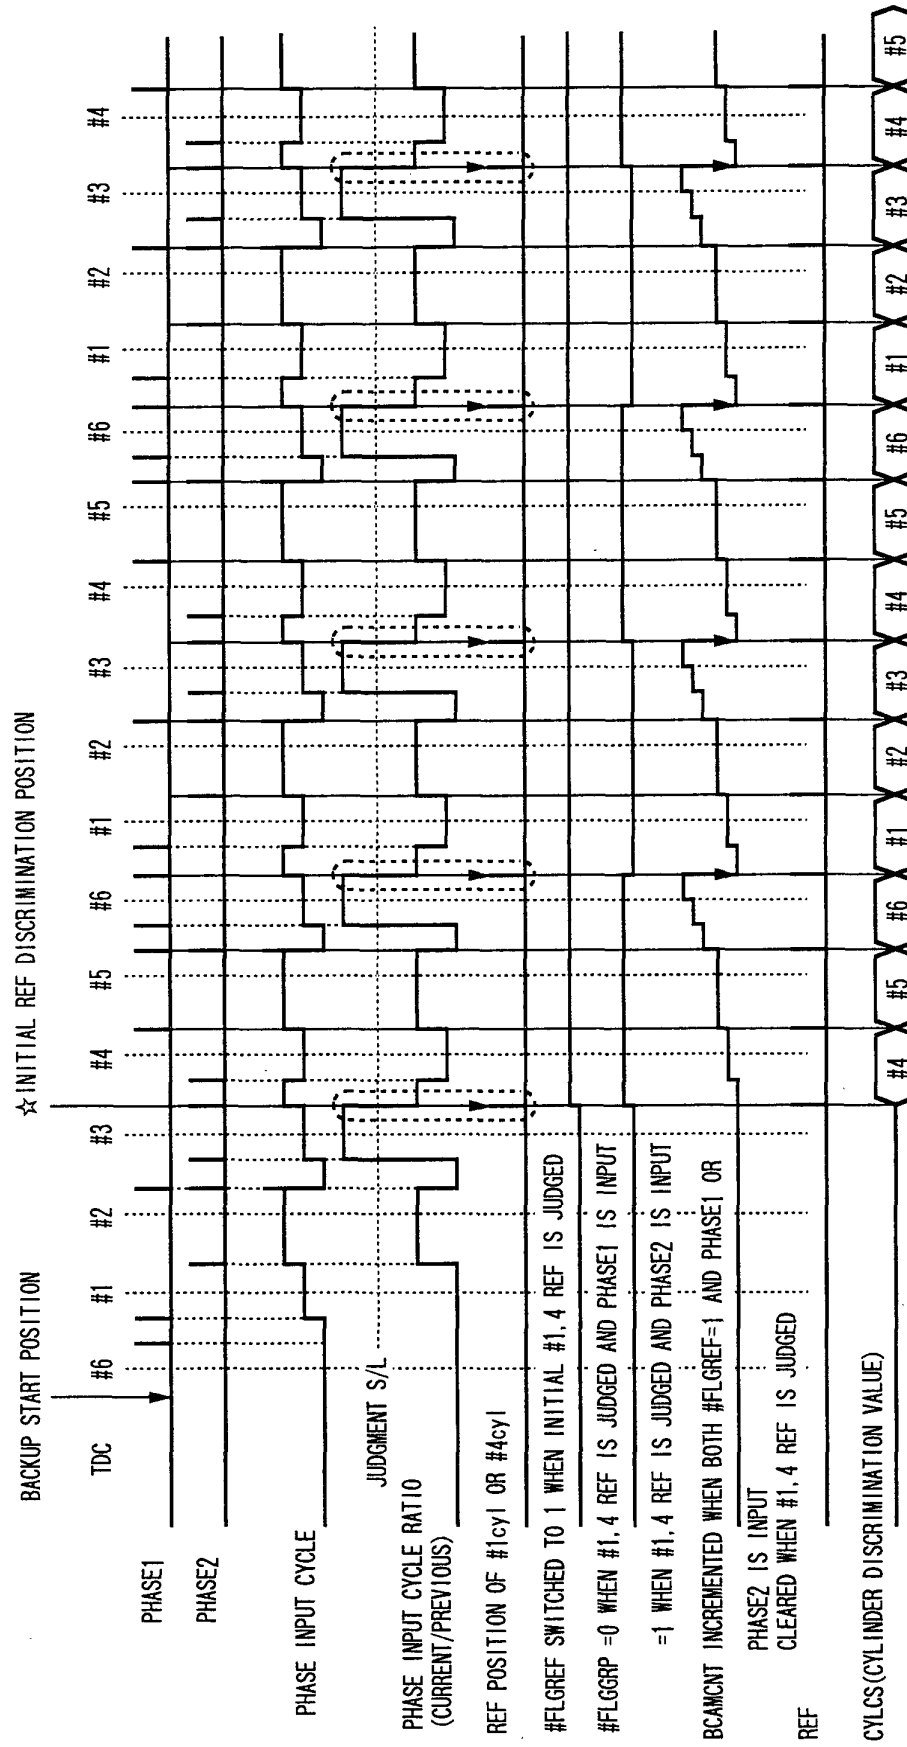 ☆INITIAL REF DISCRIMINATION POSITION
BACKUP START POSITION
TDC #6 #1 #2 #3 #4 #5 #6 #1 #2 #3 #4 #5 #6 #1 #2 #3 #4
PHASE1
PHASE2
PHASE INPUT CYCLE
JUDGMENT S/L
PHASE INPUT CYCLE RATIO
(CURRENT/PREVIOUS)
REF POSITION OF #1cyl OR #4cyl
#FLGREF SWITCHED TO 1 WHEN INITIAL #1,4 REF IS JUDGED
#FLGGRP =0 WHEN #1,4 REF IS JUDGED AND PHASE1 IS INPUT
=1 WHEN #1,4 REF IS JUDGED AND PHASE2 IS INPUT
BCAMCNT INCREMENTED WHEN BOTH #FLGREF=1 AND PHASE1 OR
PHASE2 IS INPUT
CLEARED WHEN #1,4 REF IS JUDGED
REF
CYLCS(CYLINDER DISCRIMINATION VALUE)
#4 #5 #6 #1 #2 #3 #4 #5 #6 #1 #2 #3 #4 #5